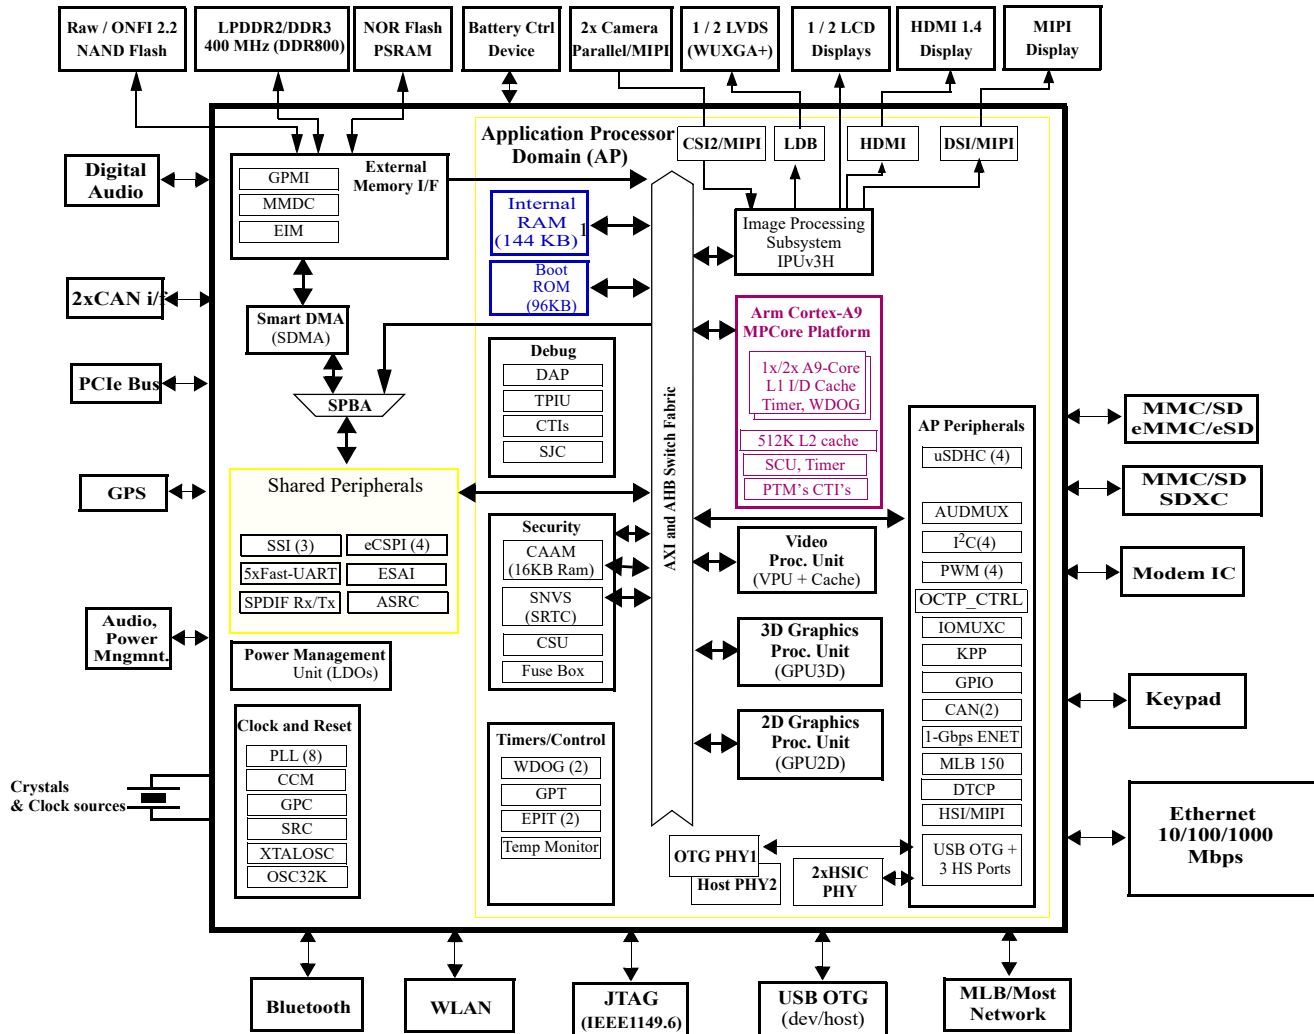 Raw / ONFI 2.2
NAND Flash
LPDDR2/DDR3
400 MHz (DDR800)
NOR Flash
PSRAM
Battery Ctrl
Device
2x Camera
Parallel/MIPI
1 / 2 LVDS
(WUXGA+)
1 / 2 LCD
Displays
HDMI 1.4
Display
MIPI
Display
Digital
Audio
2xCAN i/f
PCIe Bus
GPS
Audio,
Power
Mngmnt.
Crystals
& Clock sources
External
Memory I/F
GPMI
MMDC
EIM
Smart DMA
(SDMA)
SPBA
Shared Peripherals
SSI (3)
eCSPI (4)
5xFast-UART
ESAI
SPDIF Rx/Tx
ASRC
Power Management
Unit (LDOs)
Clock and Reset
PLL (8)
CCM
GPC
SRC
XTALOSC
OSC32K
Application Processor
Domain (AP)
Internal
RAM
(144 KB)
1
Boot
ROM
(96KB)
Debug
DAP
TPIU
CTIs
SJC
Security
CAAM
(16KB Ram)
SNVS
(SRTC)
CSU
Fuse Box
Timers/Control
WDOG (2)
GPT
EPIT (2)
Temp Monitor
AXI and AHB Switch Fabric
CSI2/MIPI
LDB
HDMI
DSI/MIPI
Image Processing
Subsystem
IPUv3H
Arm Cortex-A9
MPCore Platform
1x/2x A9-Core
L1 I/D Cache
Timer, WDOG
512K L2 cache
SCU, Timer
PTM's CTI's
Video
Proc. Unit
(VPU + Cache)
3D Graphics
Proc. Unit
(GPU3D)
2D Graphics
Proc. Unit
(GPU2D)
OTG PHY1
Host PHY2
2xHSIC
PHY
AP Peripherals
uSDHC (4)
AUDMUX
I2C(4)
PWM (4)
OCTP_CTRL
IOMUXC
KPP
GPIO
CAN(2)
1-Gbps ENET
MLB 150
DTCP
HSI/MIPI
USB OTG +
3 HS Ports
MMC/SD
eMMC/eSD
MMC/SD
SDXC
Modem IC
Keypad
Ethernet
10/100/1000
Mbps
Bluetooth
WLAN
JTAG
(IEEE1149.6)
USB OTG
(dev/host)
MLB/Most
Network